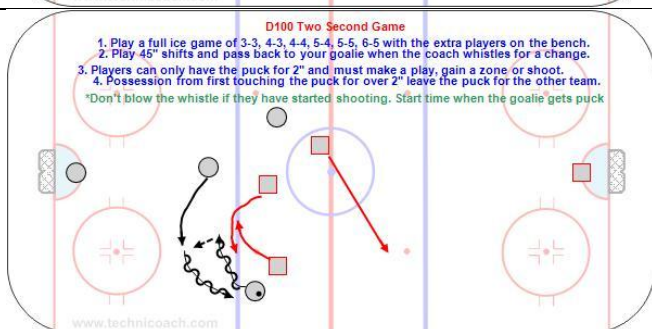 D100 Two Second Game
1. Play a full ice game of 3-3, 4-3, 4-4, 5-4, 5-5, 6-5 with the extra players on the bench.
2. Play 45" shifts and pass back to your goalie when the coach whistles for a change.
3. Players can only have the puck for 2" and must make a play, gain a zone or shoot.
4. Possession from first touching the puck for over 2" leave the puck for the other team.
*Don't blow the whistle if they have started shooting. Start time when the goalie gets puck
www.technicoach.com